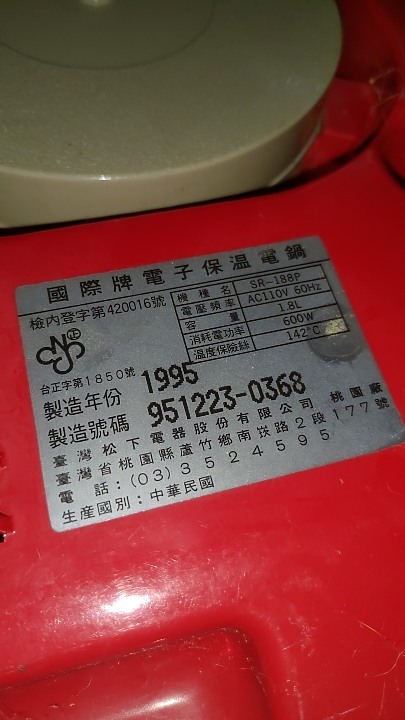 國際牌電子保溫電鍋
檢內登字第420016號
機種名 SR-188P
電壓頻率 AC110V 60Hz
容量 1.8L
消耗電功率 600W
溫度保險絲 142°C
CNS 正
台正字第1850號
製造年份 1995
製造號碼 951223-0368
臺灣松下電器股份有限公司 桃園廠
臺灣省桃園縣蘆竹鄉南崁路2段177號
電話:(03)3524595
生產國別:中華民國